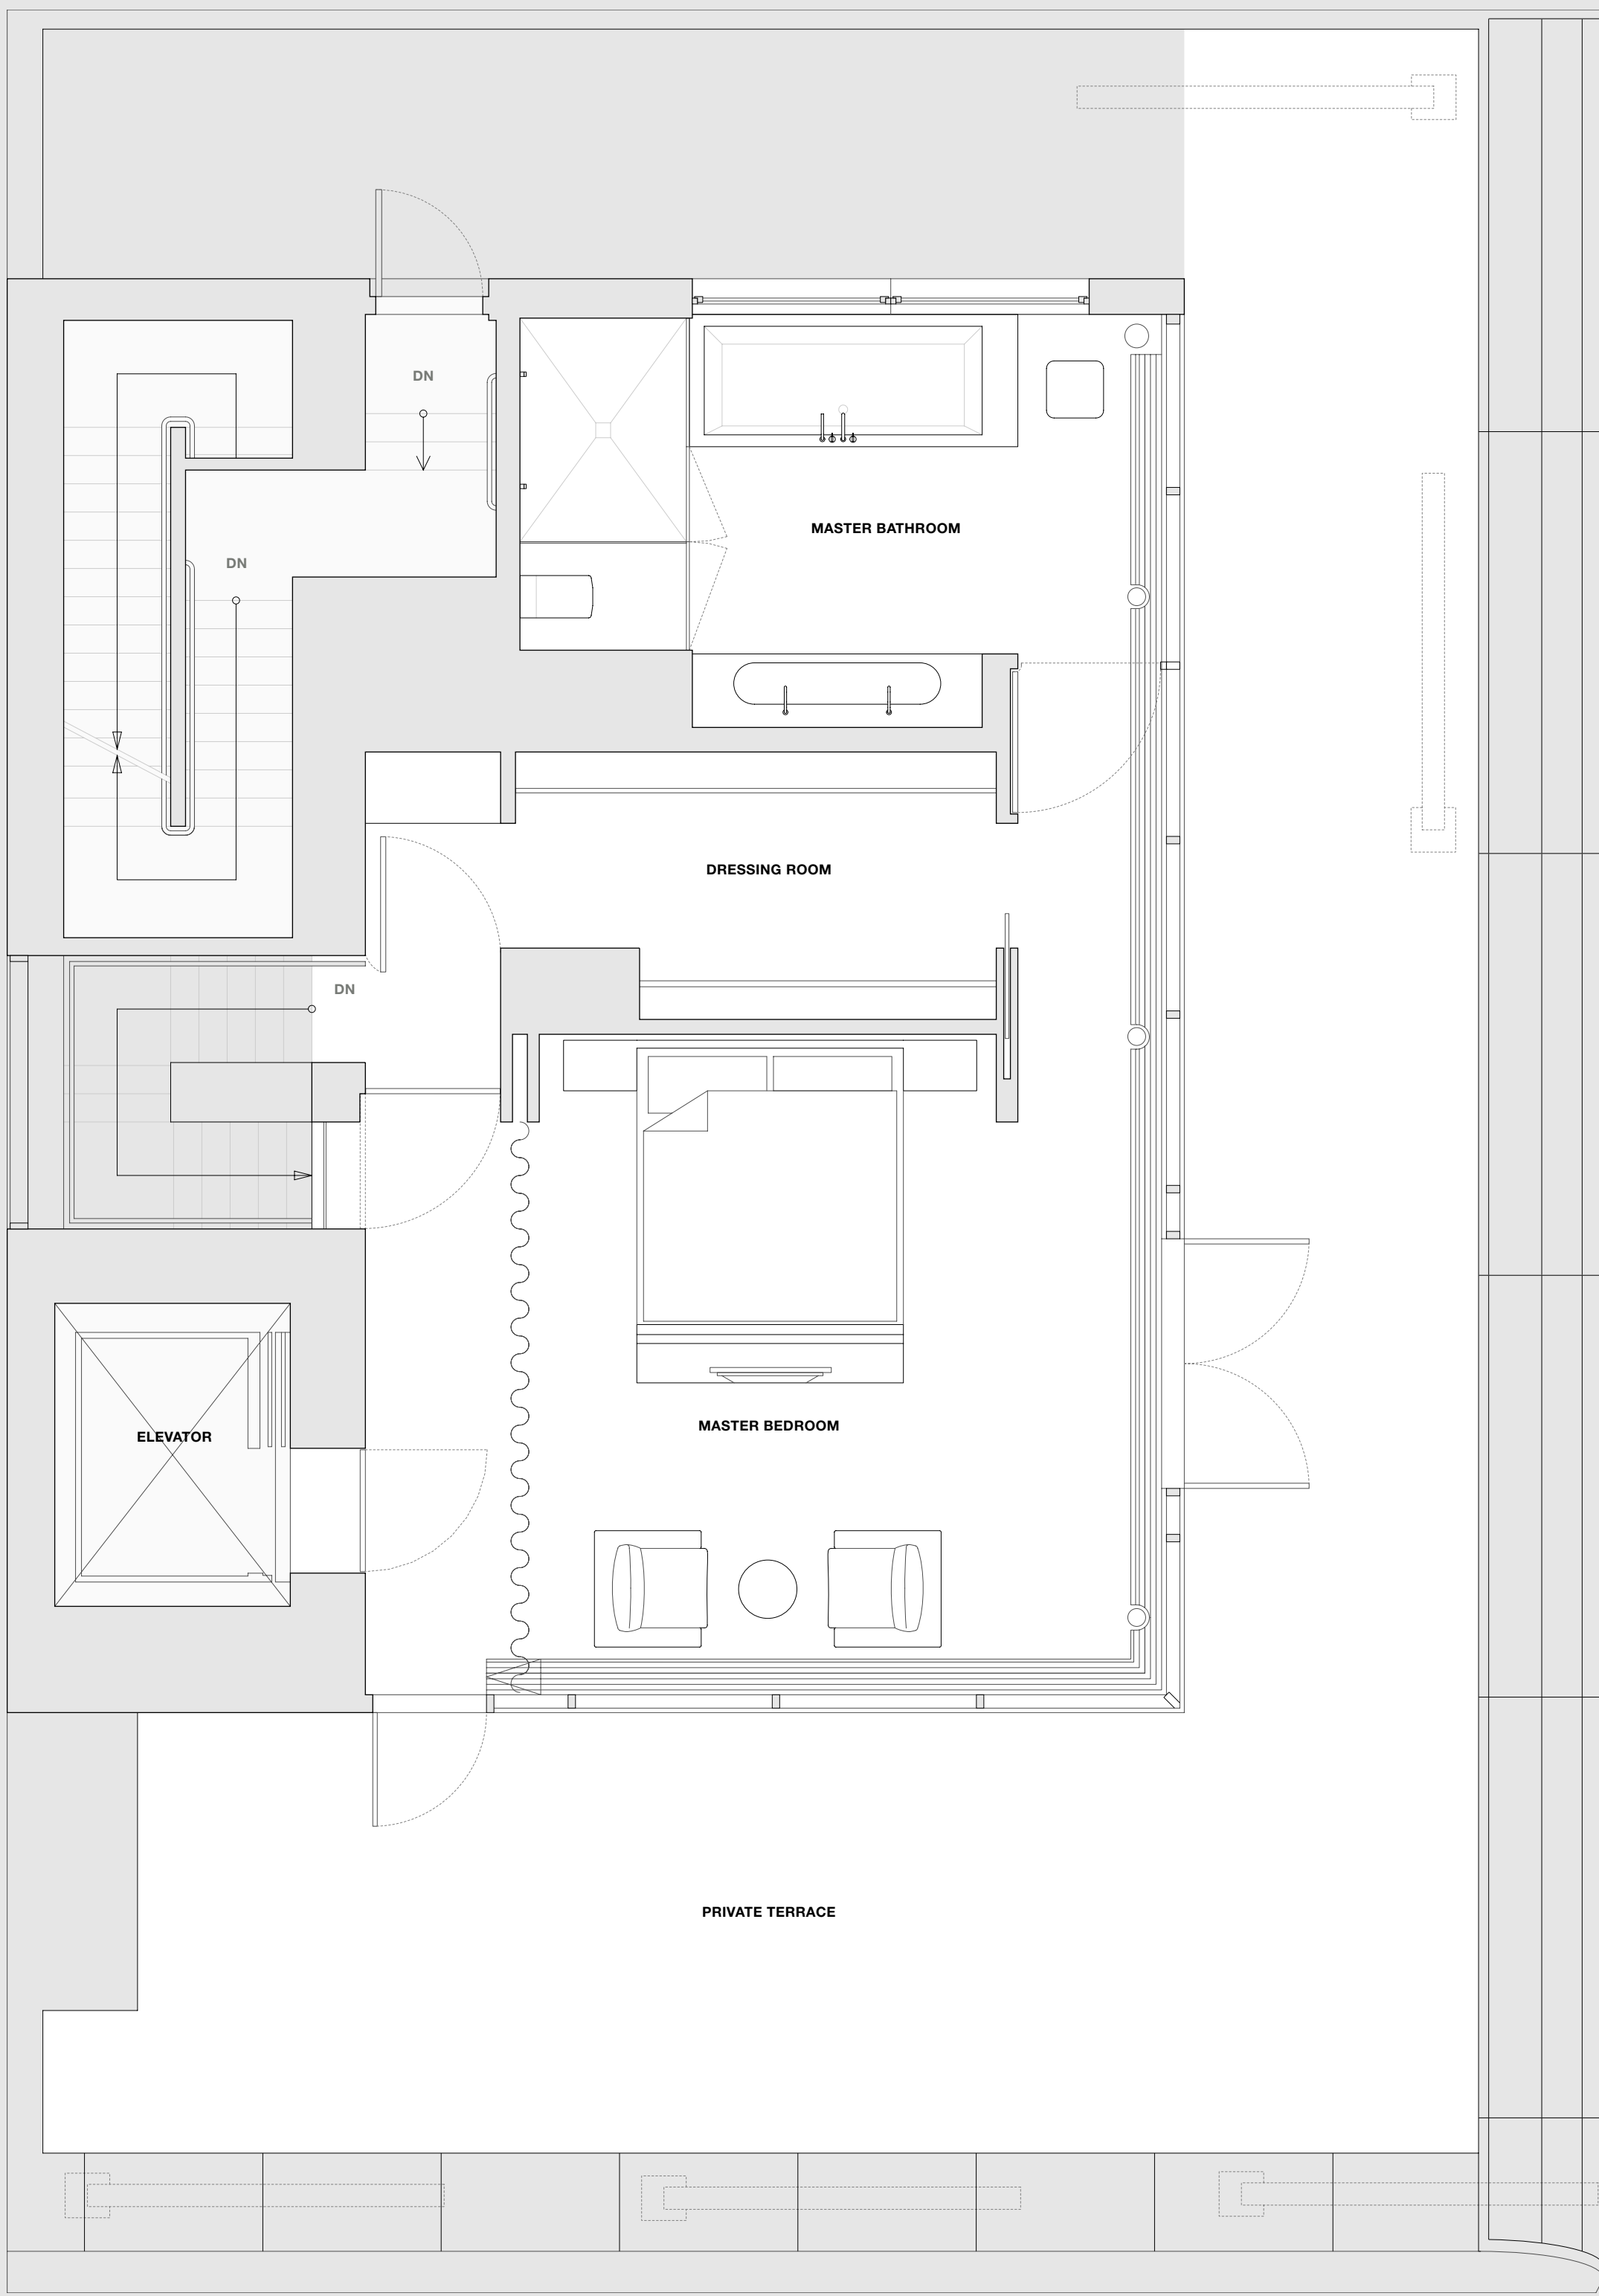 DN
MASTER BATHROOM
DN
DRESSING ROOM
DN
ELEVATOR
MASTER BEDROOM
PRIVATE TERRACE